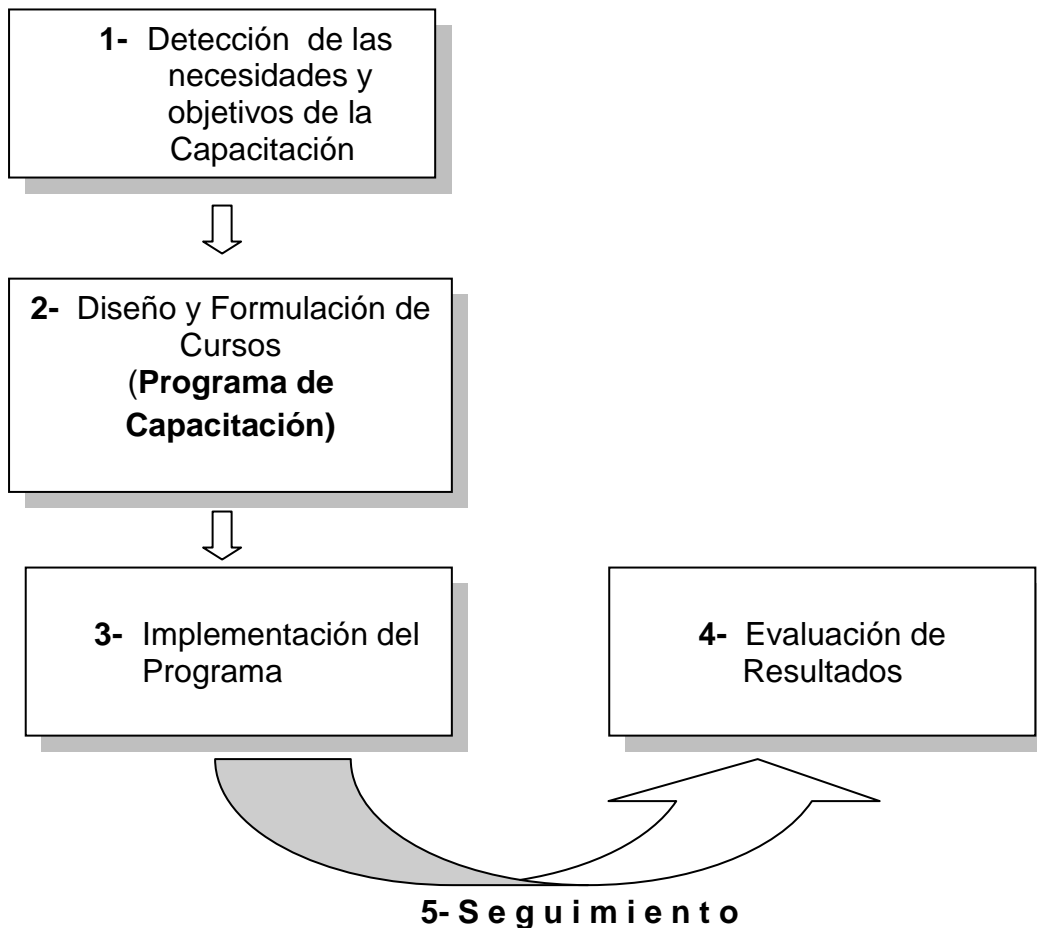 1- Detección de las
necesidades y
objetivos de la
Capacitación
2- Diseño y Formulación de
Cursos
(Programa de
Capacitación)
3- Implementación del
Programa
4- Evaluación de
Resultados
5- S e g u i m i e n t o